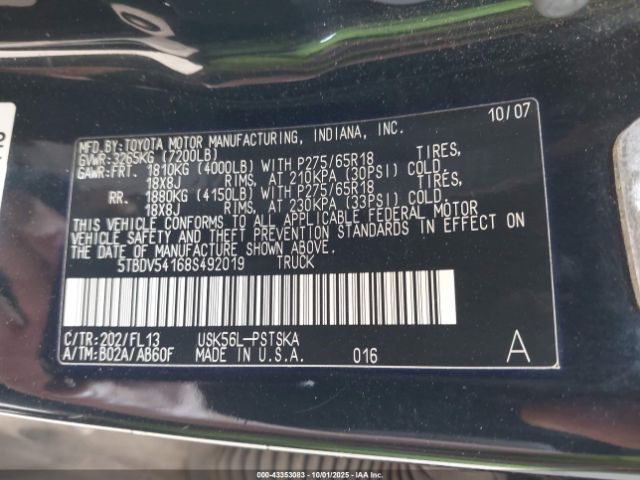 10/07
MFD. BY: TOYOTA MOTOR MANUFACTURING, INDIANA, INC.
GVWR: 3265KG (7200LB)
GAWR: FRT. 1810KG (4000LB) WITH P275/65R18 TIRES,
18X8J RIMS, AT 210KPA (30PSI) COLD.
RR. 1880KG (4150LB) WITH P275/65R18 TIRES,
18X8J RIMS, AT 230KPA (33PSI) COLD.
THIS VEHICLE CONFORMS TO ALL APPLICABLE FEDERAL MOTOR
VEHICLE SAFETY AND THEFT PREVENTION STANDARDS IN EFFECT ON
THE DATE OF MANUFACTURE SHOWN ABOVE.
5TBDV54168S492019 TRUCK
C/TR: 202/FL13 USK56L-PSTSKA
A/TM: B02A/AB60F MADE IN U.S.A. 016 A
000-43353083 - 10/01/2025 - IAAI.COM